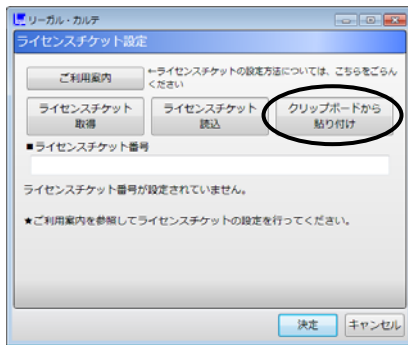 リーガル・カルテ
ライセンスチケット設定
ご利用案内
←ライセンスチケットの設定方法については、こちらをごらん
ください
ライセンスチケット
取得
ライセンスチケット
読込
クリップボードから
貼り付け
■ライセンスチケット番号
ライセンスチケット番号が設定されていません。
★ご利用案内を参照してライセンスチケットの設定を行ってください。
決定
キャンセル